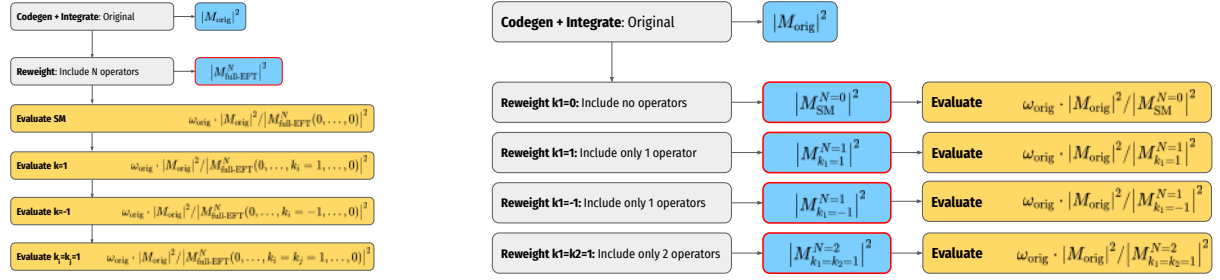 Codegen + Integrate: Original
|M_orig|^2
Reweight: Include N operators
|M^N_full-EFT|^2
Evaluate SM ω_orig · |M_orig|^2/|M^N_full-EFT(0, . . . , 0)|^2
Evaluate k=1 ω_orig · |M_orig|^2/|M^N_full-EFT(0, . . . , k_i = 1, . . . , 0)|^2
Evaluate k=-1 ω_orig · |M_orig|^2/|M^N_full-EFT(0, . . . , k_i = −1, . . . , 0)|^2
Evaluate k_i=k_j=1 ω_orig · |M_orig|^2/|M^N_full-EFT(0, . . . , k_i = k_j = 1, . . . , 0)|^2
Codegen + Integrate: Original
|M_orig|^2
Reweight k1=0: Include no operators
|M^{N=0}_SM|^2
Evaluate ω_orig · |M_orig|^2/|M^{N=0}_SM|^2
Reweight k1=1: Include only 1 operator
|M^{N=1}_{k_1=1}|^2
Evaluate ω_orig · |M_orig|^2/|M^{N=1}_{k_1=1}|^2
Reweight k1=-1: Include only 1 operators
|M^{N=1}_{k_1=−1}|^2
Evaluate ω_orig · |M_orig|^2/|M^{N=1}_{k_1=−1}|^2
Reweight k1=k2=1: Include only 2 operators
|M^{N=2}_{k_1=k_2=1}|^2
Evaluate ω_orig · |M_orig|^2/|M^{N=2}_{k_1=k_2=1}|^2